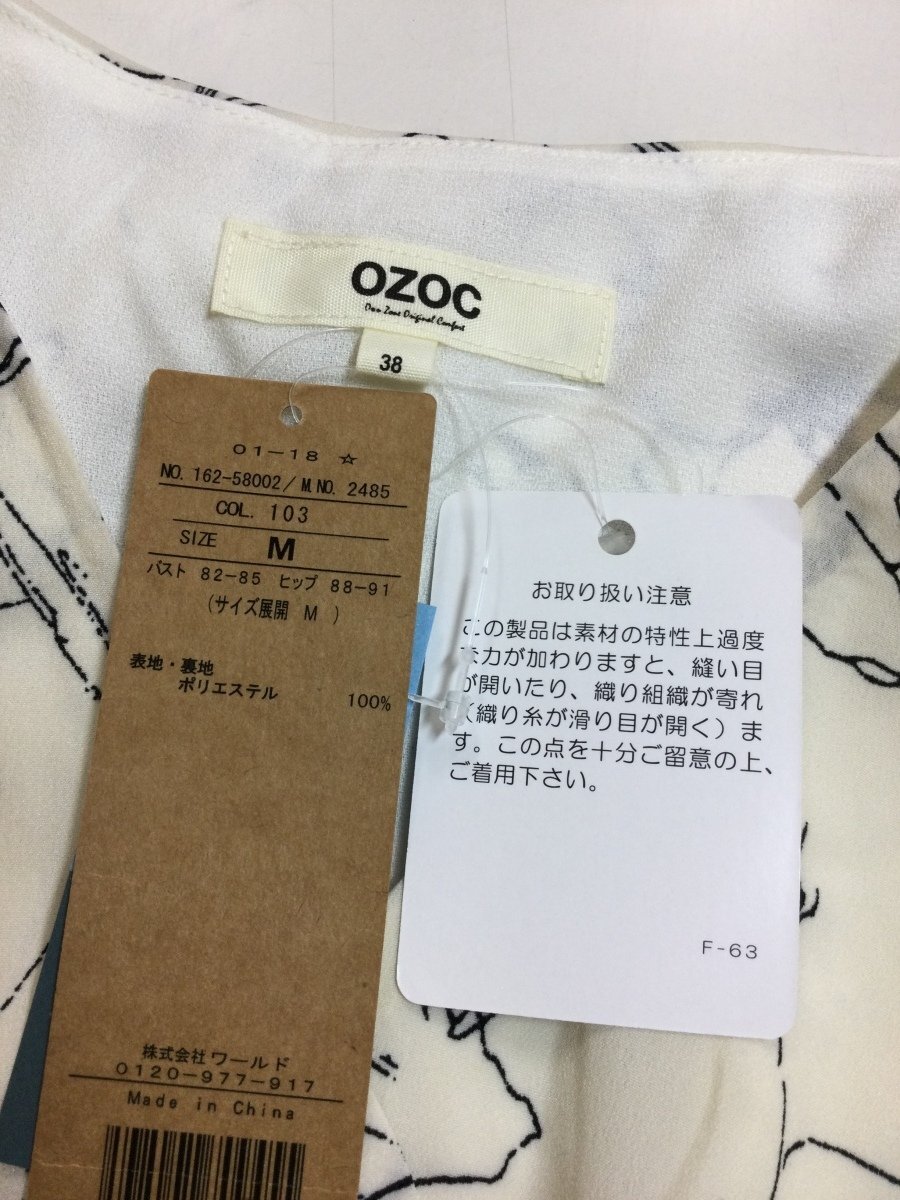 OZOC
Own Zone Original Comfort
38
01-18 ☆
NO. 162-58002/M.NO. 2485
COL. 103
SIZE M
バスト 82-85 ヒップ 88-91
(サイズ展開 M )
表地・裏地
ポリエステル 100%
株式会社ワールド
0120-977-917
Made in China
お取り扱い注意
この製品は素材の特性上過度
な力が加わりますと、縫い目
が開いたり、織り組織が寄れ
(織り糸が滑り目が開く)ま
す。この点を十分ご留意の上、
ご着用下さい。
F-63